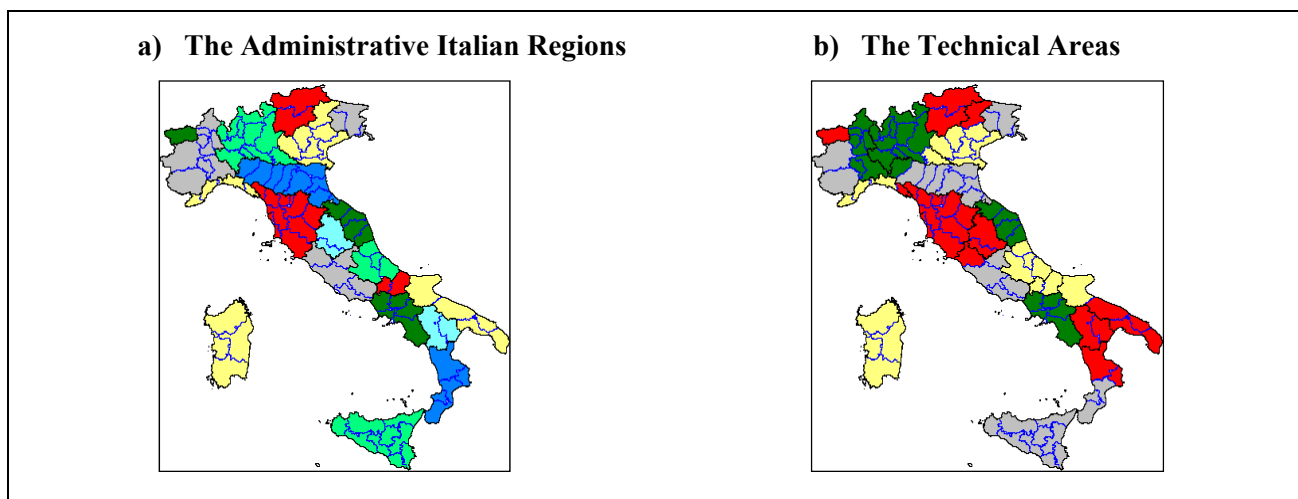 a) The Administrative Italian Regions
b) The Technical Areas